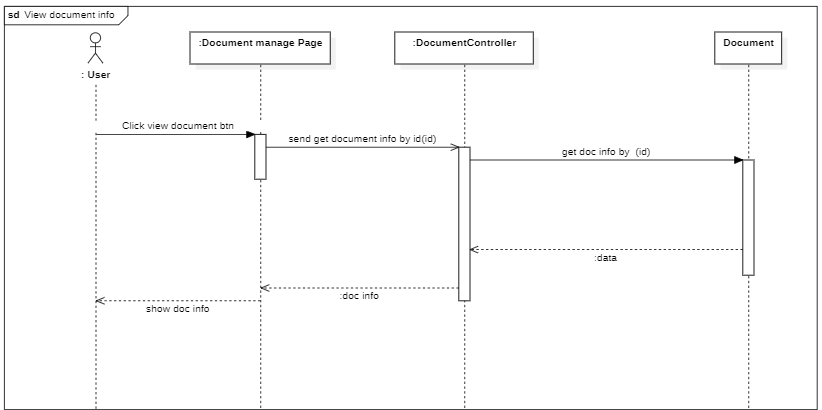 sd View document info
:Document manage Page
:DocumentController
Document
: User
Click view document btn
send get document info by id(id)
get doc info by (id)
:data
:doc info
show doc info